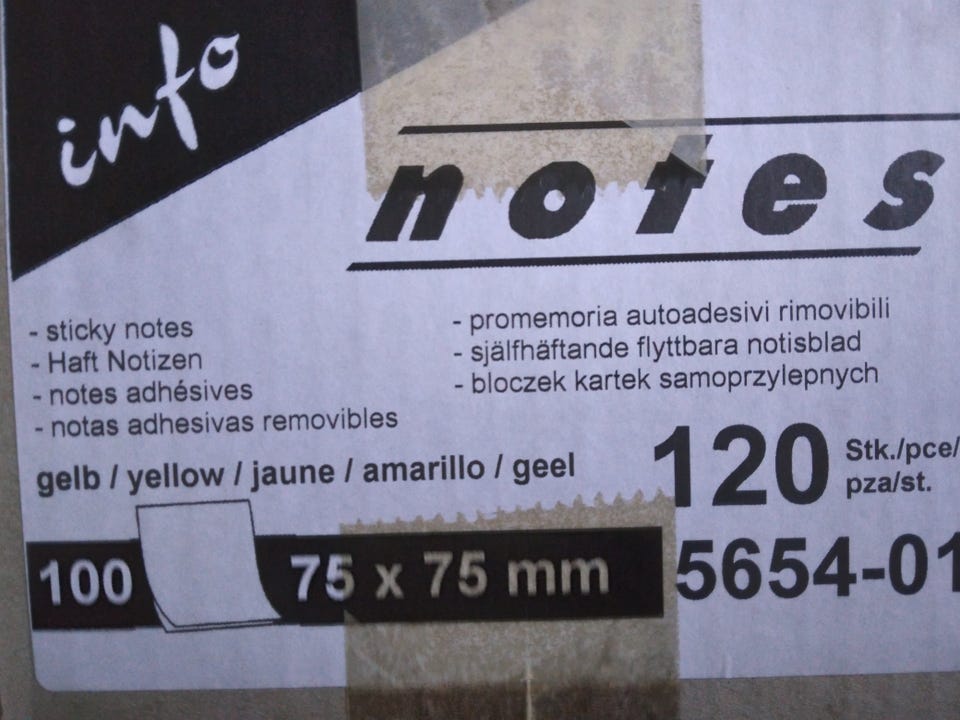 info
notes
- sticky notes
- Haft Notizen
- notes adhésives
- notas adhesivas removibles
- promemoria autoadesivi rimovibili
- självhäftande flyttbara notisblad
- bloczek kartek samoprzylepnych
gelb / yellow / jaune / amarillo / geel
120 Stk./pce/
pza/st.
100 75 x 75 mm
5654-01